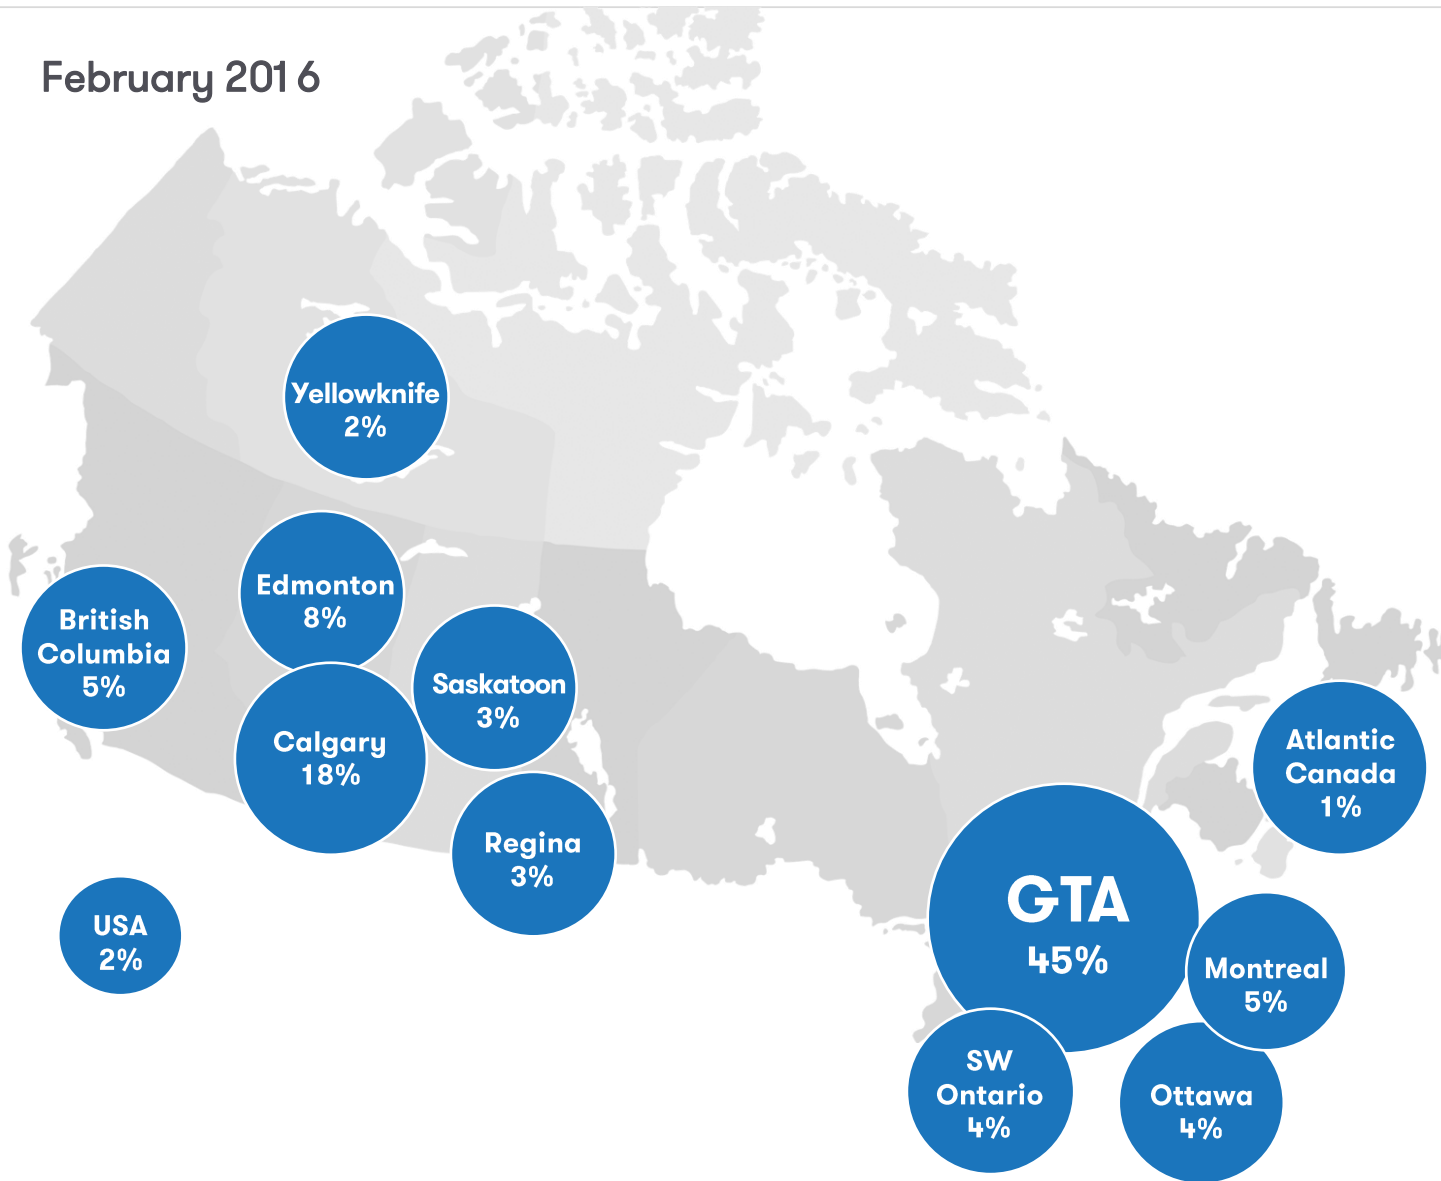 February 2016
Yellowknife
2%
Edmonton
8%
British
Columbia
5%
Saskatoon
3%
Calgary
18%
Atlantic
Canada
1%
Regina
3%
GTA
45%
USA
2%
Montreal
5%
SW
Ontario
4%
Ottawa
4%